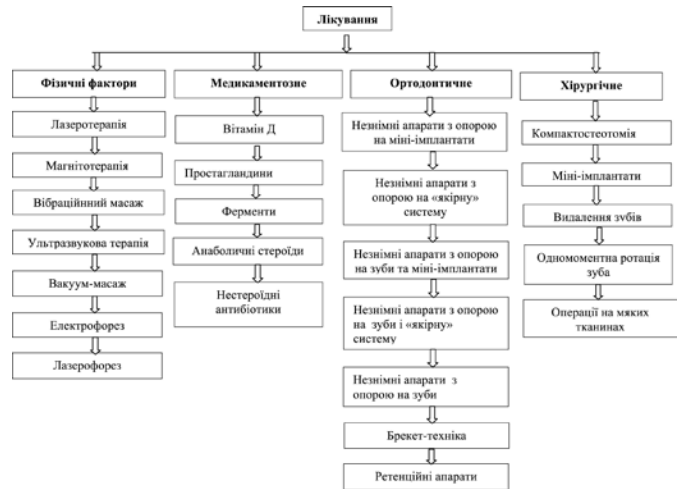 Лікування
Фізичні фактори
Лазеротерапія
Магнітотерапія
Вібраційнний масаж
Ультразвукова терапія
Вакуум-масаж
Електрофорез
Лазерофорез
Медикаментозне
Вітамін Д
Простагландини
Ферменти
Анаболичні стероїди
Нестероїдні
антибіотики
Ортодонтичне
Незнімні апарати з опорою
на міні-імплантати
Незнімні апарати з
опорою на «якірну»
систему
Незнімні апарати з опорою
на зуби та міні-імплантати
Незнімні апарати з опорою
на зуби і «якірну»
систему
Незнімні апарати з
опорою на зуби
Брекет-техніка
Ретенційні апарати
Хірургічне
Компактостеотомія
Міні-імплантати
Видалення зубів
Одномоментна ротація
зуба
Операції на мяких
тканинах